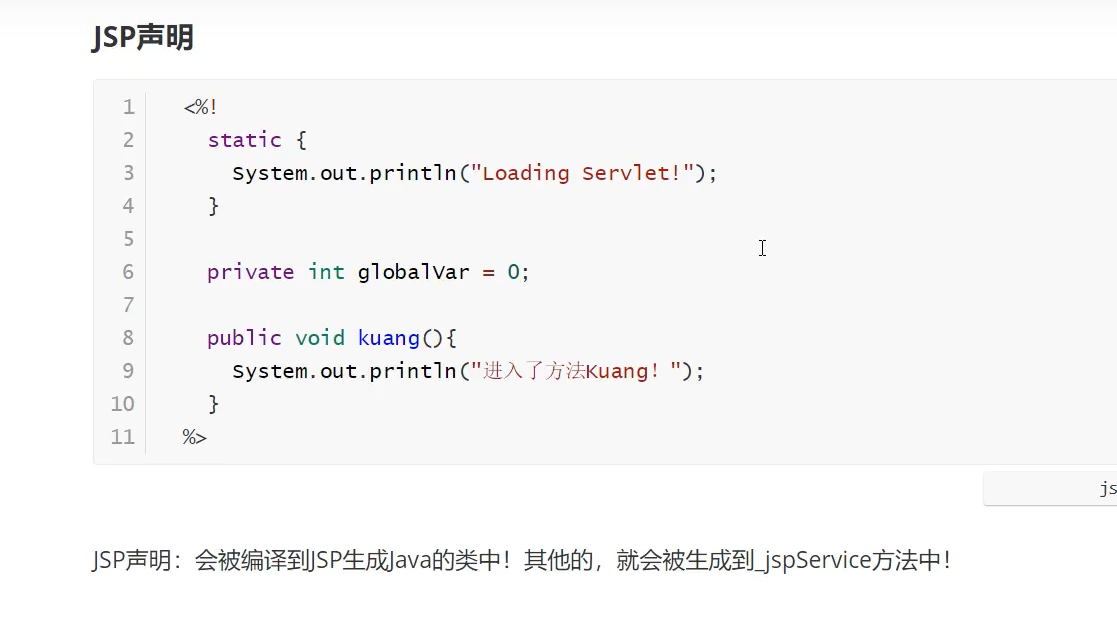 JSP声明
1 <%!
2 static {
3 System.out.println("Loading Servlet!");
4 }
5
6 private int globalVar = 0;
7
8 public void kuang(){
9 System.out.println("进入了方法Kuang！");
10 }
11 %>
js
JSP声明：会被编译到JSP生成Java的类中！其他的，就会被生成到_jspService方法中！